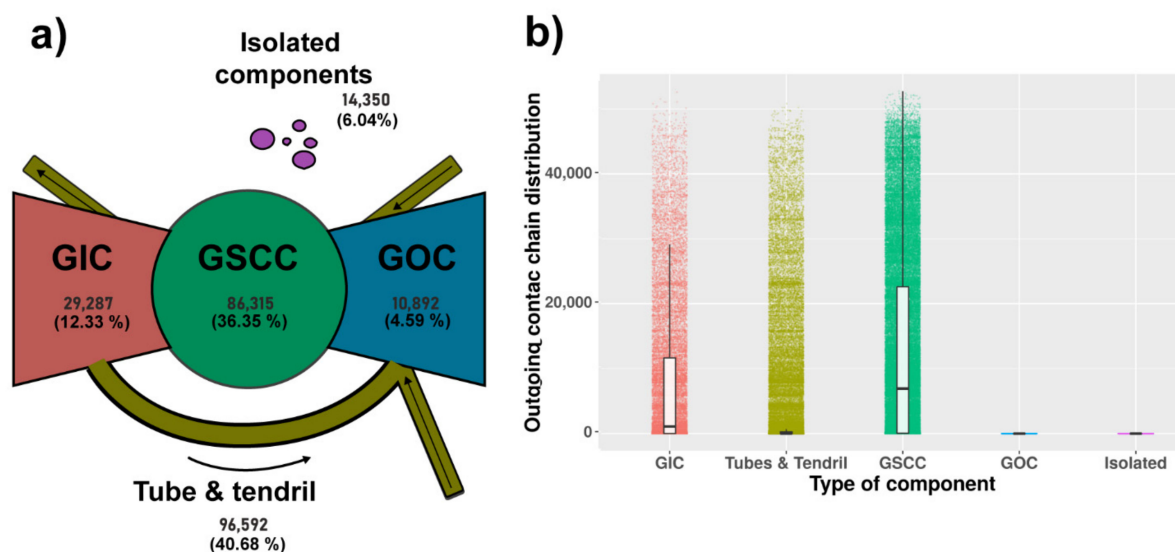 a)
Isolated
components
14,350
(6.04%)
GIC
29,287
(12.33 %)
GSCC
86,315
(36.35 %)
GOC
10,892
(4.59 %)
Tube & tendril
96,592
(40.68 %)
b)
Outgoing contac chain distribution
40,000
20,000
0
GIC
Tubes & Tendril
GSCC
GOC
Isolated
Type of component